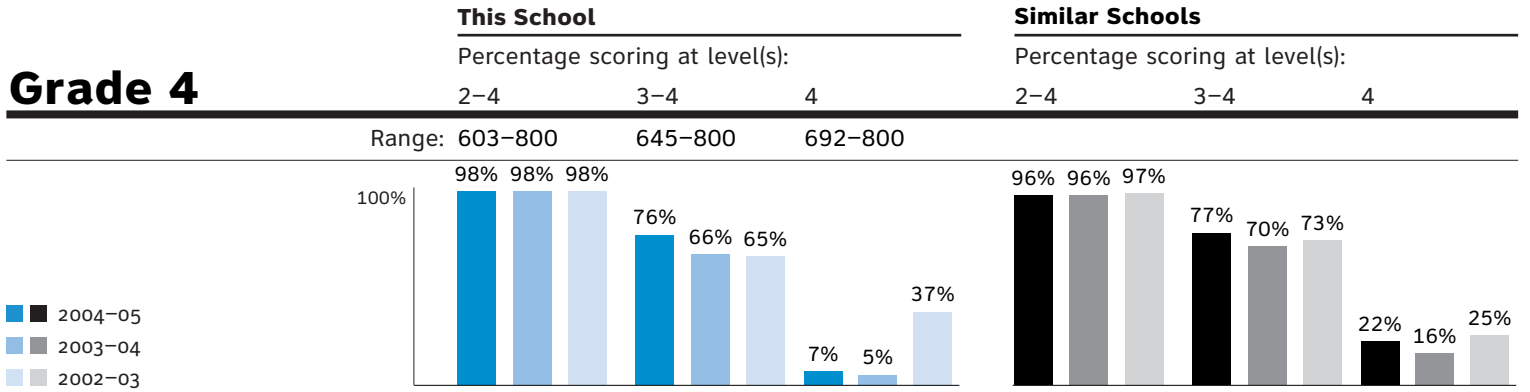 This School Similar Schools
Percentage scoring at level(s): Percentage scoring at level(s):
Grade 4 2–4 3–4 4 2–4 3–4 4
Range: 603–800 645–800 692–800
98% 98% 98% 76% 66% 65% 7% 5% 37% 96% 96% 97% 77% 70% 73% 22% 16% 25%
100%
2004–05
2003–04
2002–03